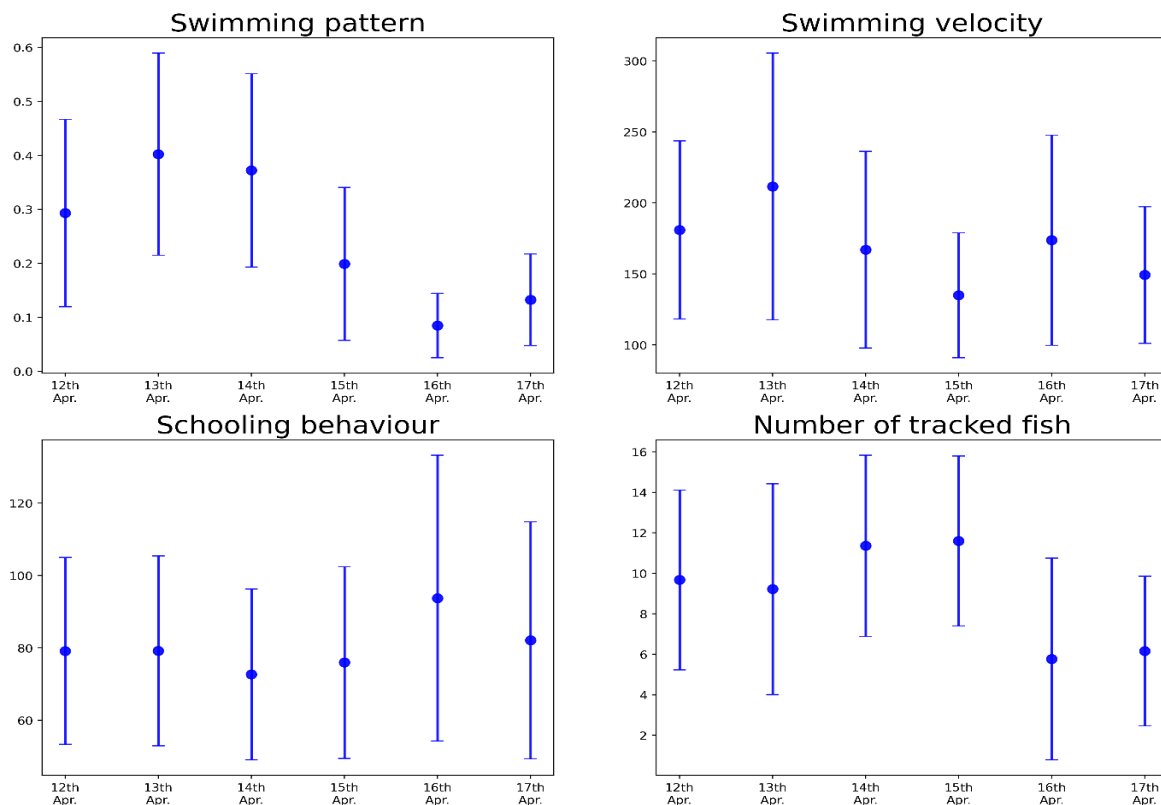 Swimming pattern
0.6
0.5
0.4
0.3
0.2
0.1
0.0
12th 13th 14th 15th 16th 17th
Apr. Apr. Apr. Apr. Apr. Apr.
Swimming velocity
300
250
200
150
100
12th 13th 14th 15th 16th 17th
Apr. Apr. Apr. Apr. Apr. Apr.
Schooling behaviour
120
100
80
60
12th 13th 14th 15th 16th 17th
Apr. Apr. Apr. Apr. Apr. Apr.
Number of tracked fish
16
14
12
10
8
6
4
2
12th 13th 14th 15th 16th 17th
Apr. Apr. Apr. Apr. Apr. Apr.